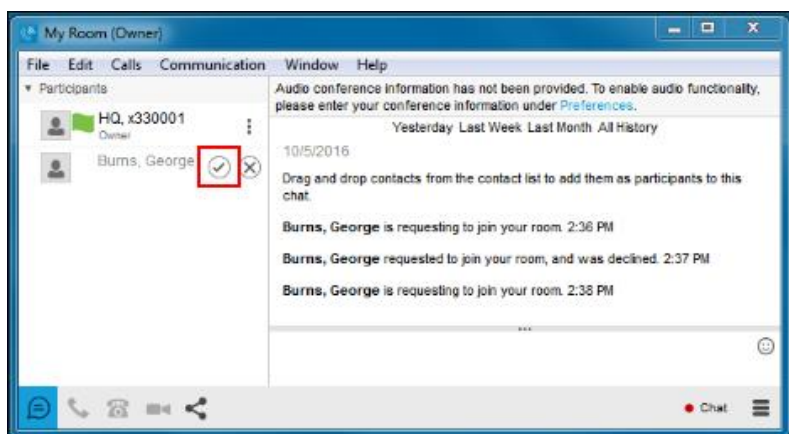 My Room (Owner)
File Edit Calls Communication Window Help
Participants
HQ, x330001
Owner
Burns, George
Audio conference information has not been provided. To enable audio functionality,
please enter your conference information under Preferences.
Yesterday Last Week Last Month All History
10/5/2016
Drag and drop contacts from the contact list to add them as participants to this
chat.
Burns, George is requesting to join your room. 2:36 PM
Burns, George requested to join your room, and was declined. 2:37 PM
Burns, George is requesting to join your room. 2:38 PM
Chat